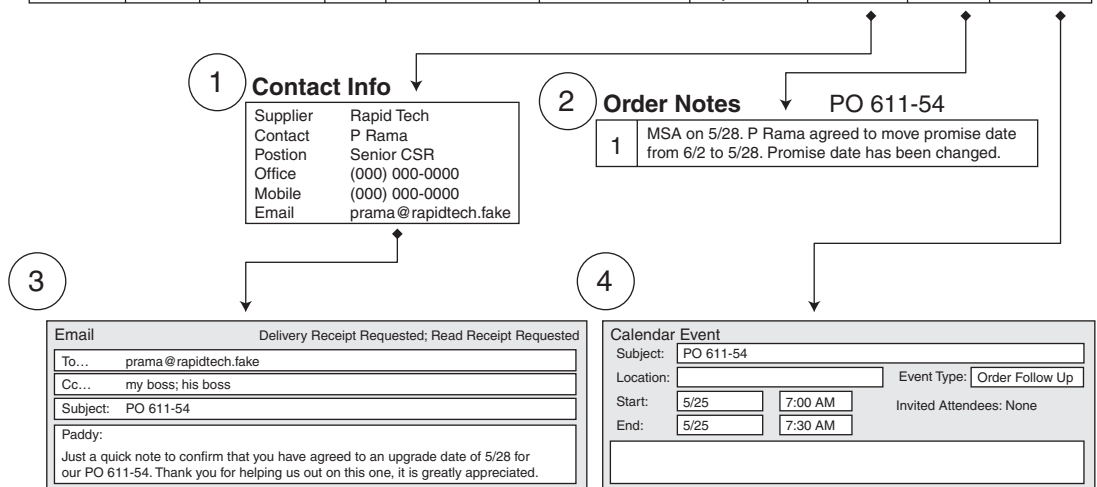 1
Contact Info
Supplier Rapid Tech
Contact P Rama
Postion Senior CSR
Office (000) 000-0000
Mobile (000) 000-0000
Email prama@rapidtech.fake
2
Order Notes PO 611-54
1
MSA on 5/28. P Rama agreed to move promise date
from 6/2 to 5/28. Promise date has been changed.
3
Email Delivery Receipt Requested; Read Receipt Requested
To... prama@rapidtech.fake
Cc... my boss; his boss
Subject: PO 611-54
Paddy:
Just a quick note to confirm that you have agreed to an upgrade date of 5/28 for
our PO 611-54. Thank you for helping us out on this one, it is greatly appreciated.
4
Calendar Event
Subject: PO 611-54
Location: Event Type: Order Follow Up
Start: 5/25 7:00 AM Invited Attendees: None
End: 5/25 7:30 AM